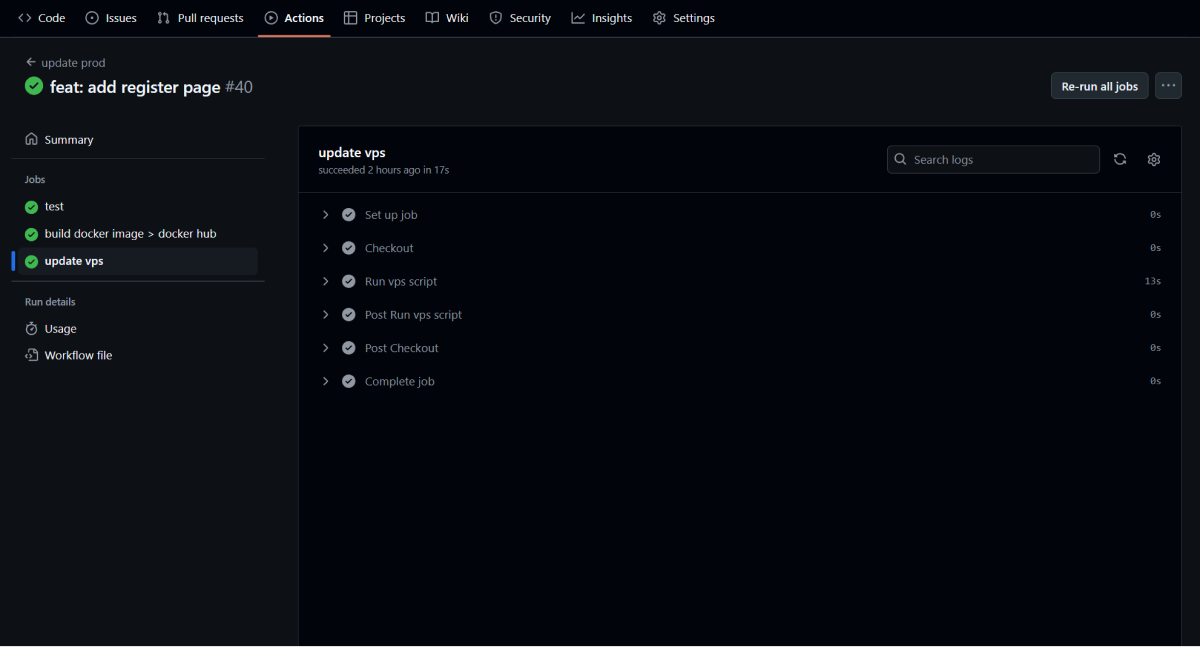 Code Issues Pull requests Actions Projects Wiki Security Insights Settings
update prod
feat: add register page #40
Re-run all jobs
Summary
Jobs
test
build docker image > docker hub
update vps
Run details
Usage
Workflow file
update vps
succeeded 2 hours ago in 17s
Search logs
Set up job 0s
Checkout 0s
Run vps script 13s
Post Run vps script 0s
Post Checkout 0s
Complete job 0s